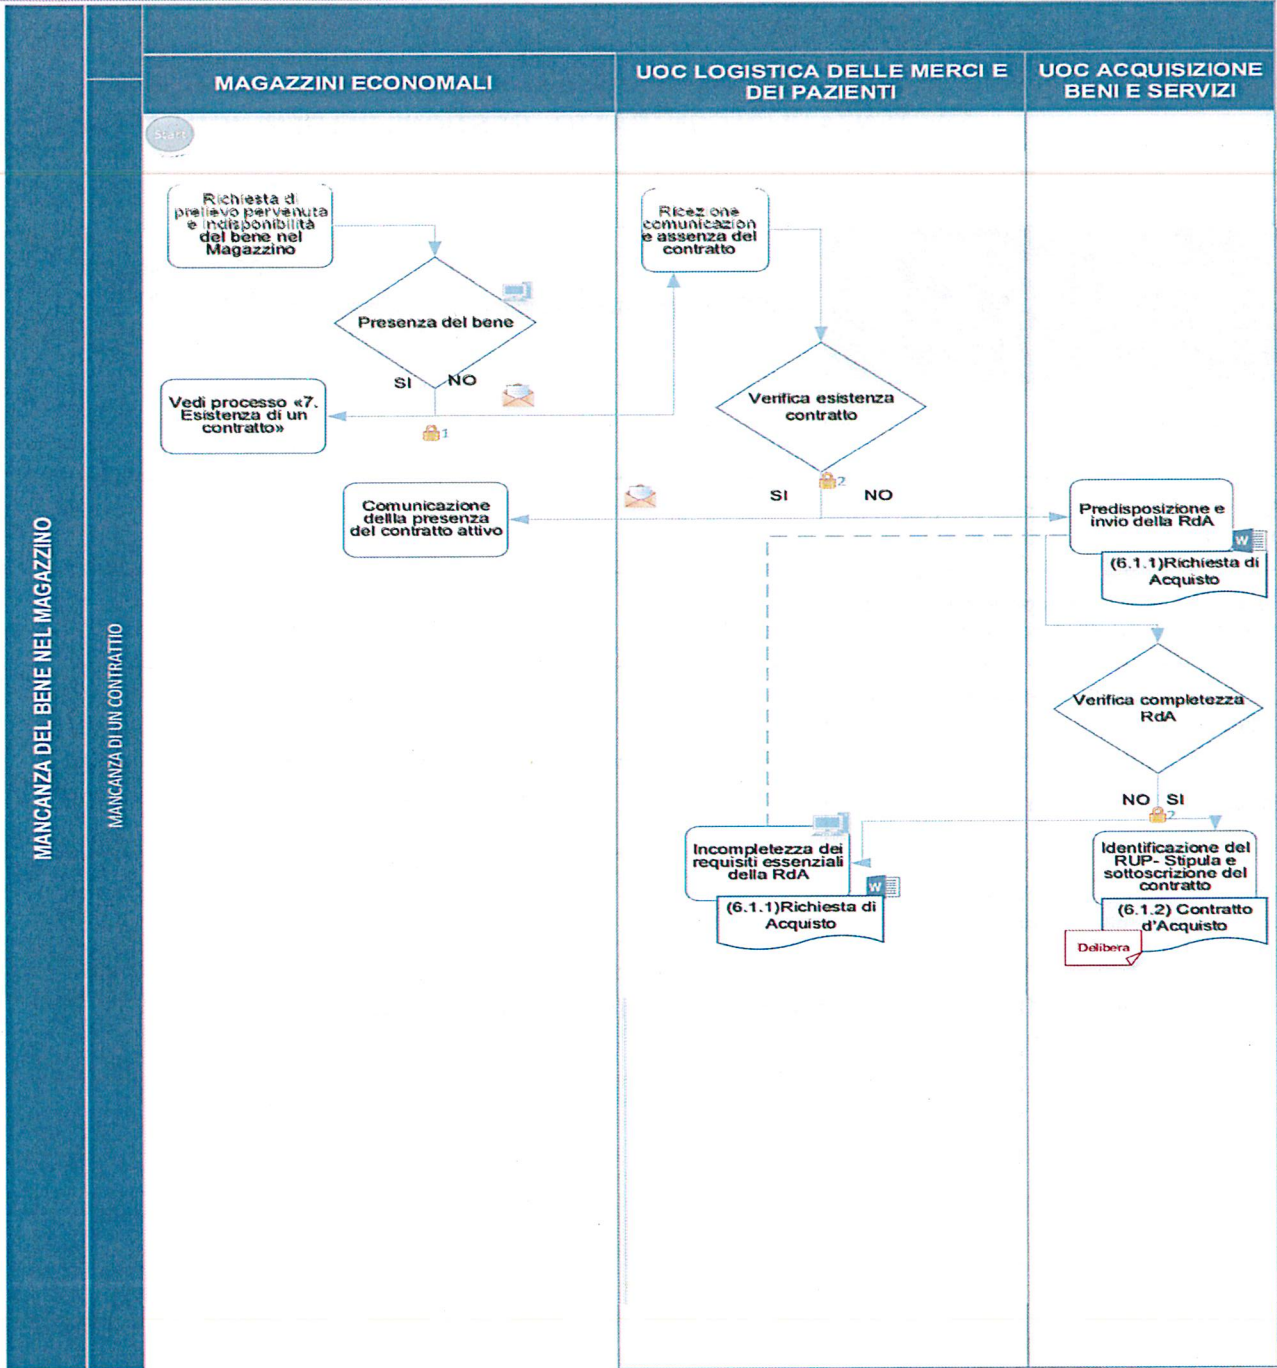 MAGAZZINI ECONOMALI
UOC LOGISTICA DELLE MERCI E
DEI PAZIENTI
UOC ACQUISIZIONE
BENI E SERVIZI
MANCANZA DEL BENE NEL MAGAZZINO
MANCANZA DI UN CONTRATTIO
Start
Richiesta di
prelievo pervenuta
e indisponibilità
del bene nel
Magazzino
Ricez one
comunicazion
e assenza del
contratto
Presenza del bene
SI
NO
Vedi processo «7.
Esistenza di un
contratto»
1
Verifica esistenza
contratto
2
SI
NO
Comunicazione
dellla presenza
del contratto attivo
Predisposizione e
invio della RdA
W
(6.1.1)Richiesta di
Acquisto
Verifica completezza
RdA
NO
SI
2
Incompletezza dei
requisiti essenziali
della RdA
W
(6.1.1)Richiesta di
Acquisto
Identificazione del
RUP- Stipula e
sottoscrizione del
contratto
(6.1.2) Contratto
d'Acquisto
Delibera